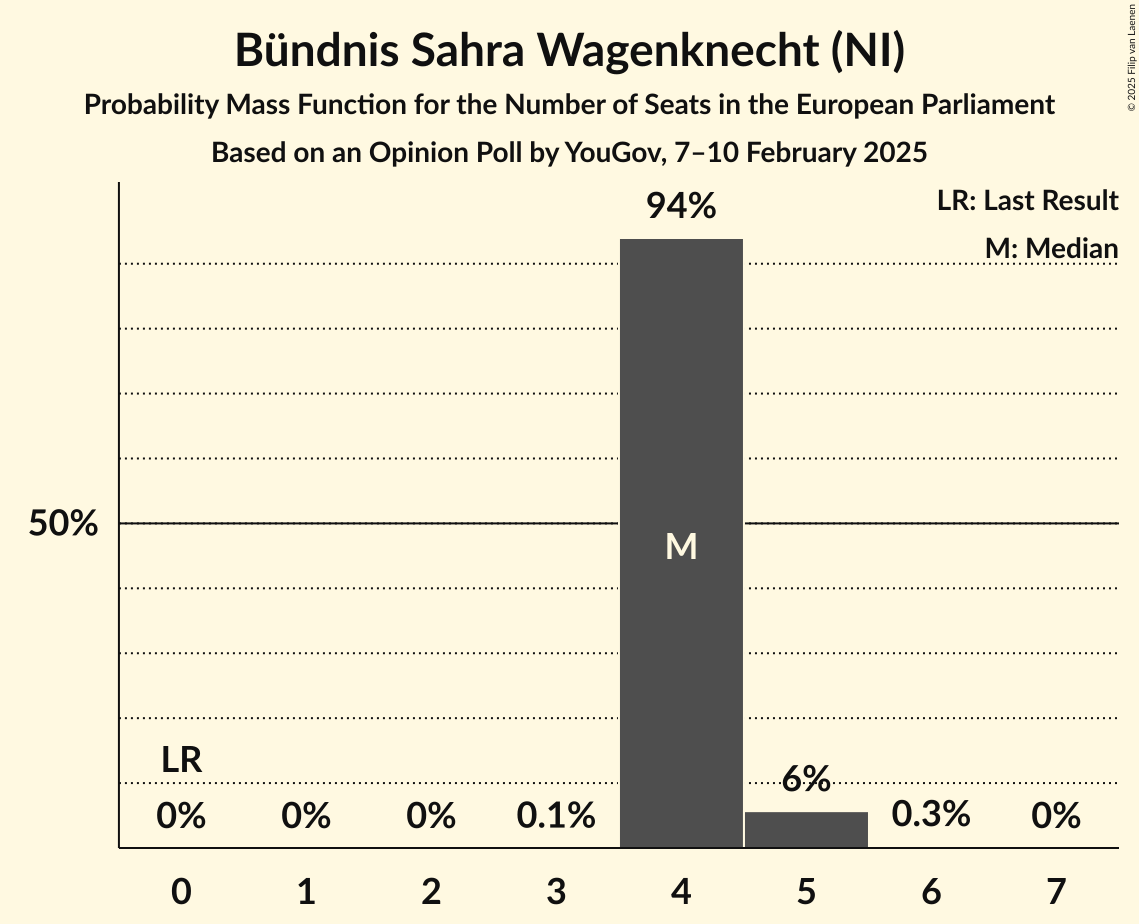 Bündnis Sahra Wagenknecht (NI)
Probability Mass Function for the Number of Seats in the European Parliament
Based on an Opinion Poll by YouGov, 7–10 February 2025
© 2025 Filip van Laenen
LR: Last Result
M: Median
94%
50%
M
LR
0% 0% 0% 0.1% 6% 0.3% 0%
0 1 2 3 4 5 6 7